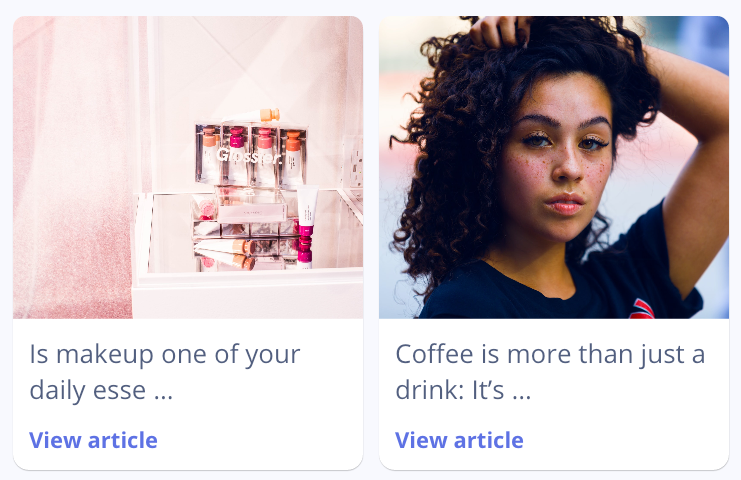 Glossier.
Is makeup one of your
daily esse ...
View article
Coffee is more than just a
drink: It’s ...
View article